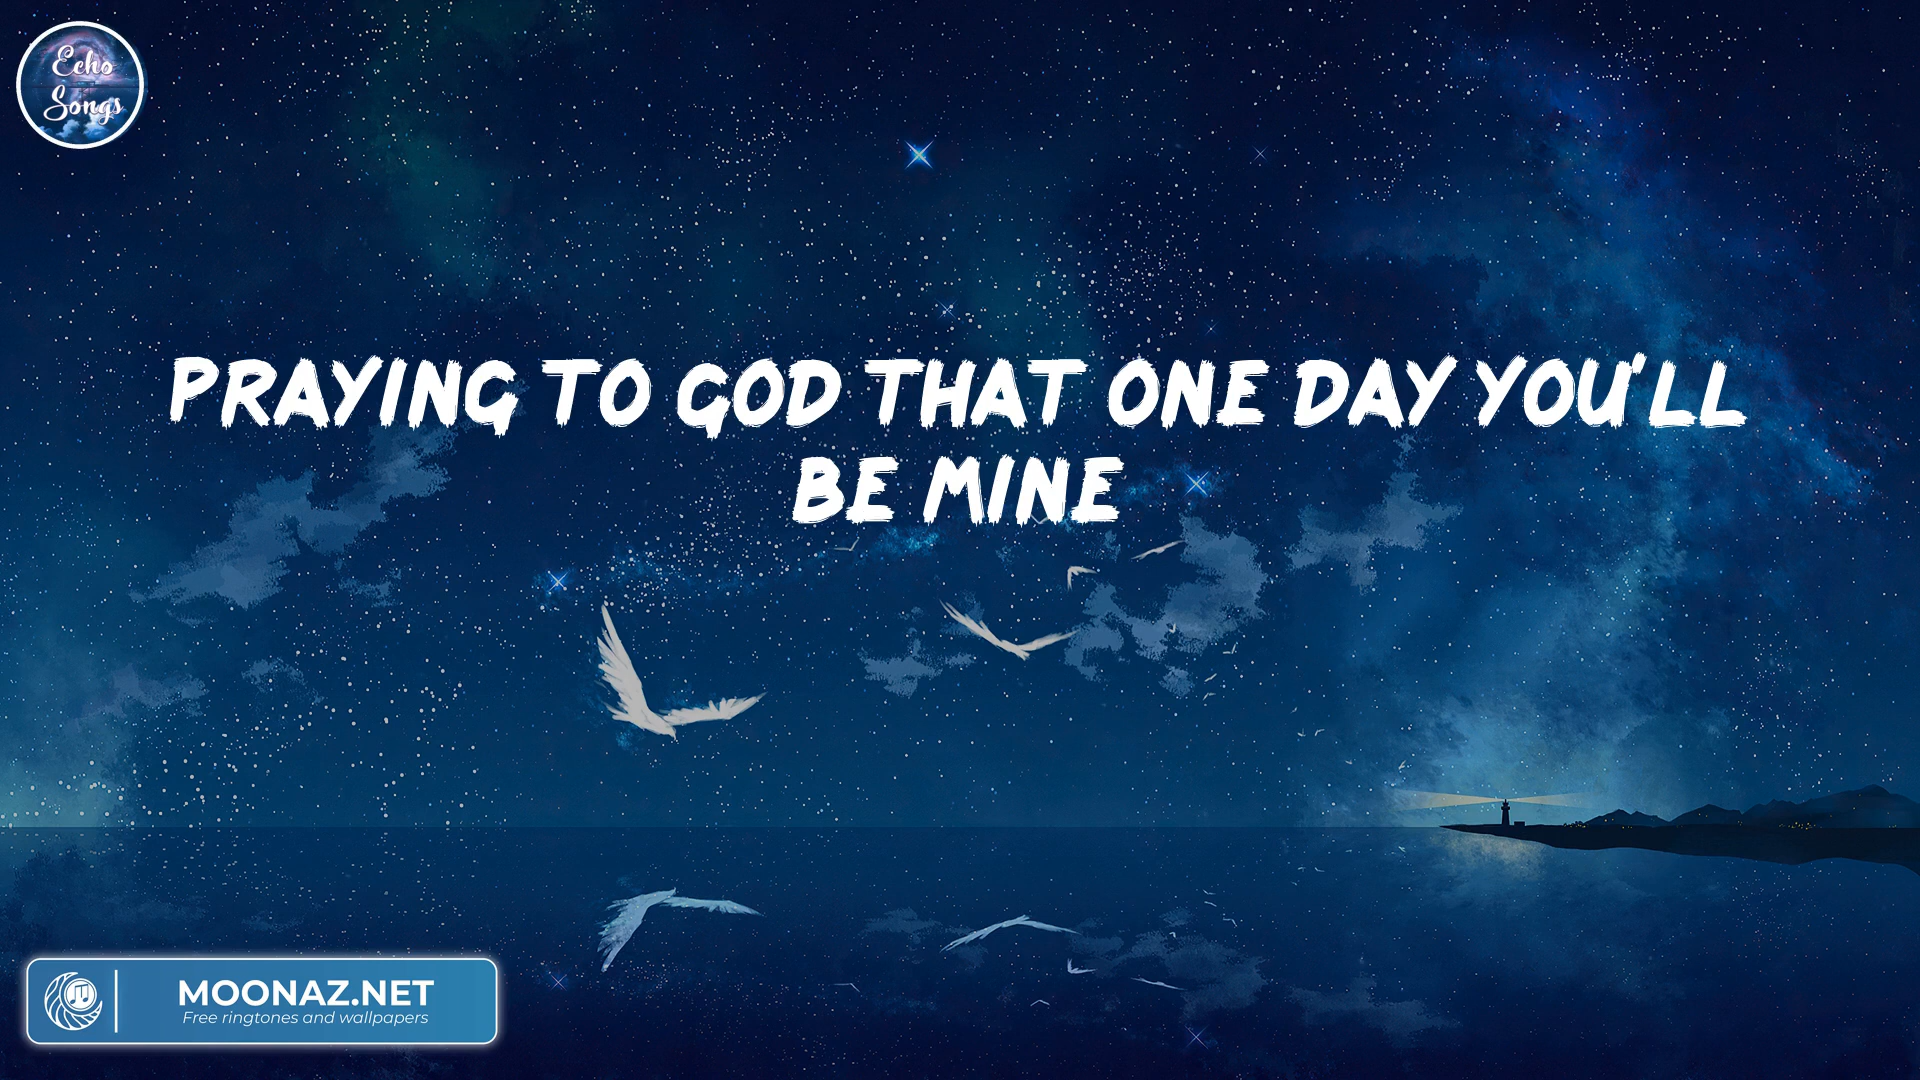 Echo
Songs
PRAYING TO GOD THAT ONE DAY YOU'LL
BE MINE
MOONAZ.NET
Free ringtones and wallpapers